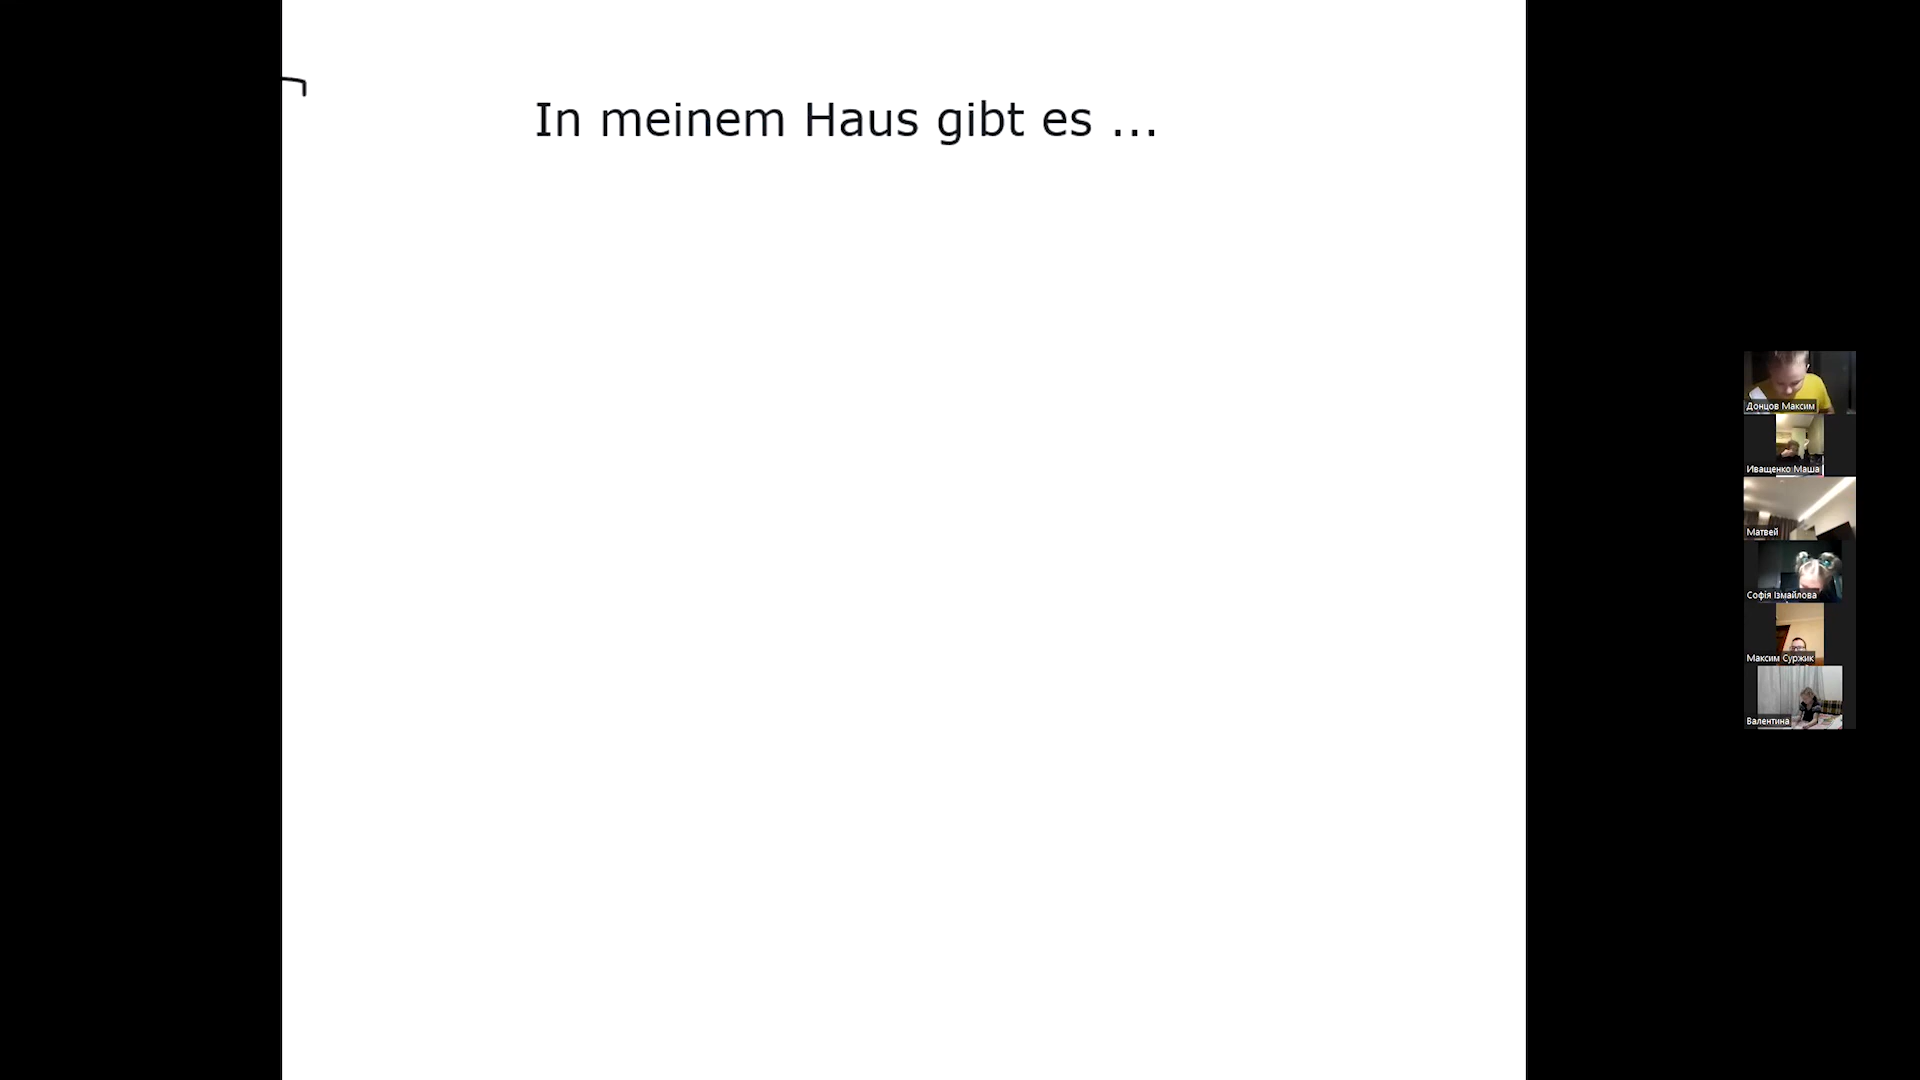 In meinem Haus gibt es ...
Донцов Максим
Иващенко Маша
Матвей
Софія Ізмайлова
Максим Суржик
Валентина